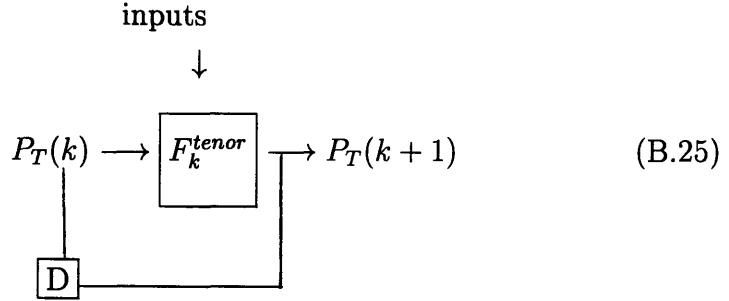 inputs
↓
P_T(k) ⟶ F_k^{tenor} ⟶ P_T(k + 1) (B.25)
D